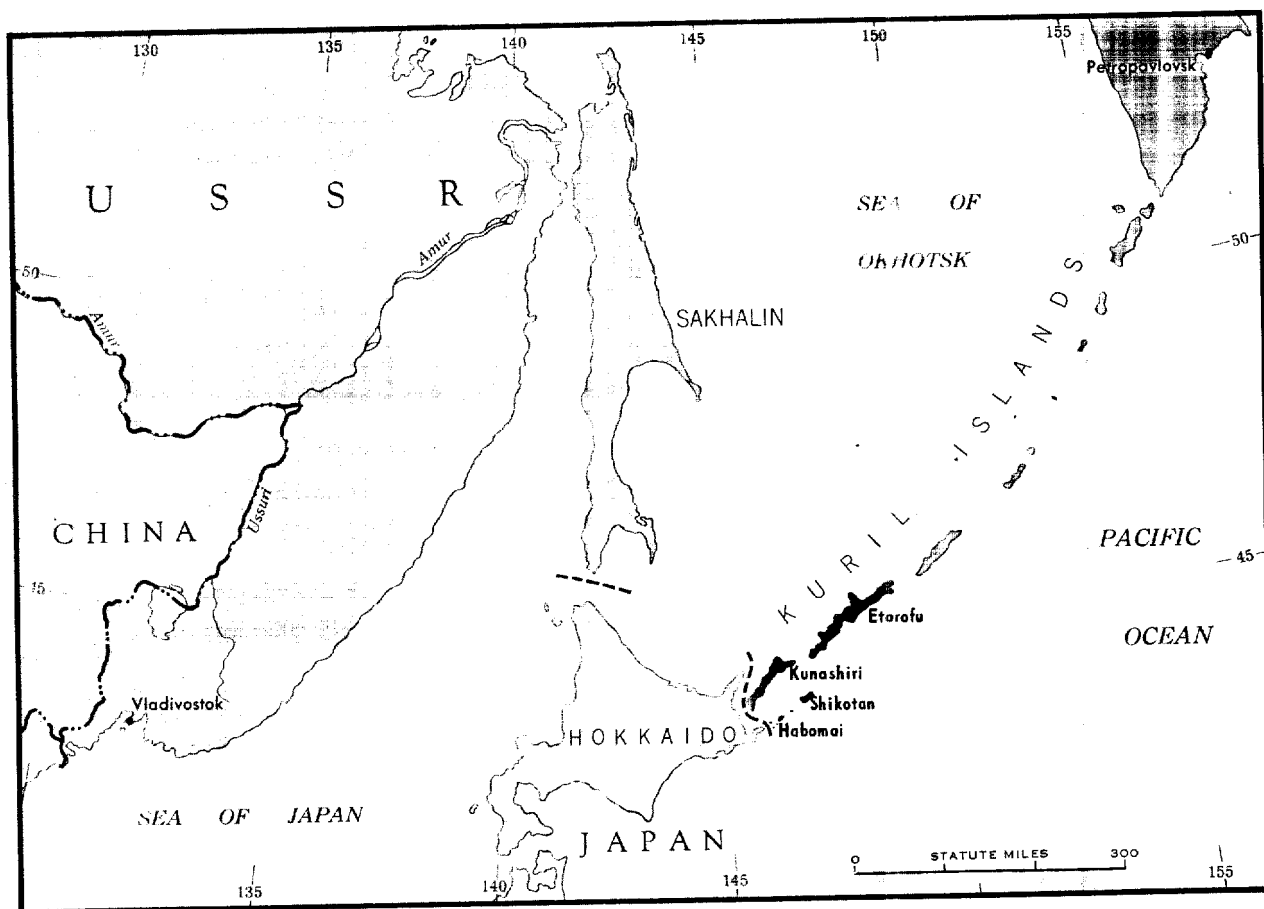 130
135
140
145
150
155
Petropavlovsk
U S S R
SEA OF
OKHOTSK
50
50
Amur
Amur
SAKHALIN
KURIL ISLANDS
CHINA
Ussuri
PACIFIC
OCEAN
45
45
Etorofu
Kunashiri
Shikotan
Habomai
Vladivostok
HOKKAIDO
SEA OF JAPAN
JAPAN
0 STATUTE MILES 300
135
140
145
155